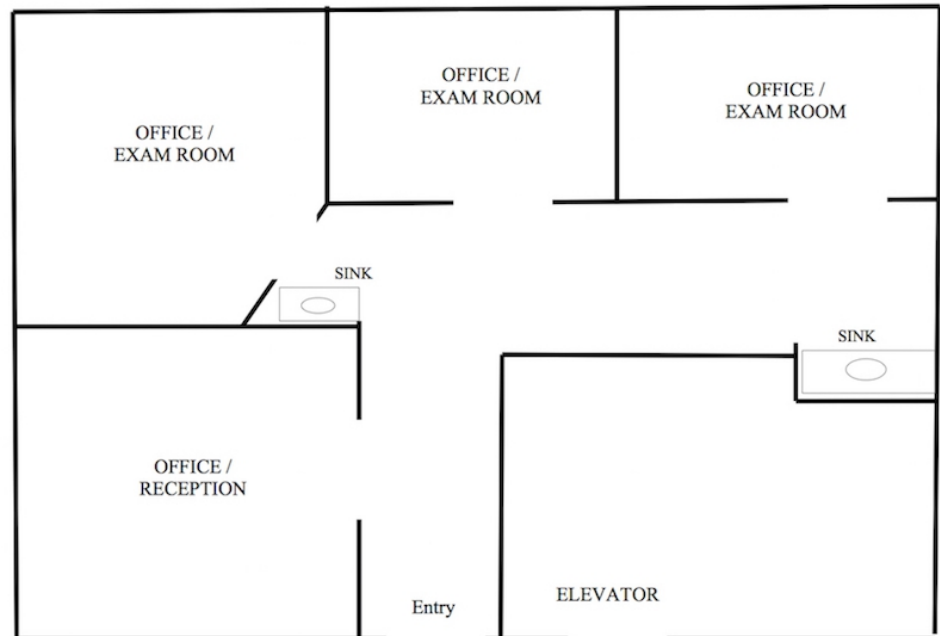 OFFICE /
EXAM ROOM
OFFICE /
EXAM ROOM
OFFICE /
EXAM ROOM
SINK
SINK
OFFICE /
RECEPTION
Entry
ELEVATOR